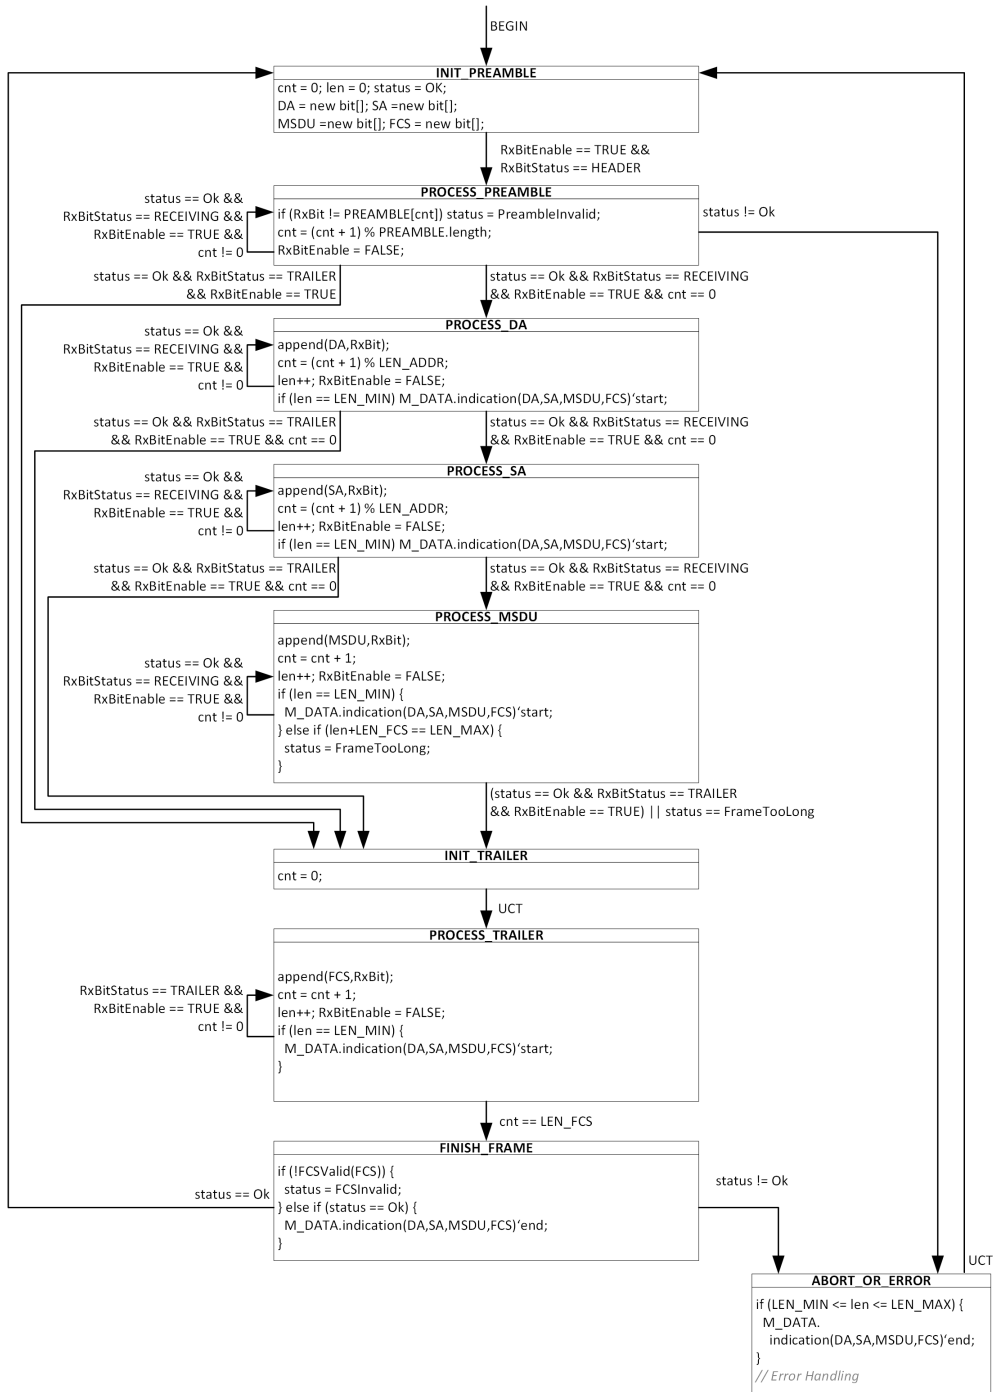 BEGIN
INIT_PREAMBLE
cnt = 0; len = 0; status = OK;
DA = new bit[]; SA =new bit[];
MSDU =new bit[]; FCS = new bit[];
RxBitEnable == TRUE &&
RxBitStatus == HEADER
PROCESS_PREAMBLE
status == Ok &&
RxBitStatus == RECEIVING &&
RxBitEnable == TRUE &&
cnt != 0
if (RxBit != PREAMBLE[cnt]) status = PreambleInvalid;
cnt = (cnt + 1) % PREAMBLE.length;
RxBitEnable = FALSE;
status != Ok
status == Ok && RxBitStatus == TRAILER
&& RxBitEnable == TRUE
status == Ok && RxBitStatus == RECEIVING
&& RxBitEnable == TRUE && cnt == 0
PROCESS_DA
status == Ok &&
RxBitStatus == RECEIVING &&
RxBitEnable == TRUE &&
cnt != 0
append(DA,RxBit);
cnt = (cnt + 1) % LEN_ADDR;
len++; RxBitEnable = FALSE;
if (len == LEN_MIN) M_DATA.indication(DA,SA,MSDU,FCS)‘start;
status == Ok && RxBitStatus == TRAILER
&& RxBitEnable == TRUE && cnt == 0
status == Ok && RxBitStatus == RECEIVING
&& RxBitEnable == TRUE && cnt == 0
PROCESS_SA
status == Ok &&
RxBitStatus == RECEIVING &&
RxBitEnable == TRUE &&
cnt != 0
append(SA,RxBit);
cnt = (cnt + 1) % LEN_ADDR;
len++; RxBitEnable = FALSE;
if (len == LEN_MIN) M_DATA.indication(DA,SA,MSDU,FCS)‘start;
status == Ok && RxBitStatus == TRAILER
&& RxBitEnable == TRUE && cnt == 0
status == Ok && RxBitStatus == RECEIVING
&& RxBitEnable == TRUE && cnt == 0
PROCESS_MSDU
status == Ok &&
RxBitStatus == RECEIVING &&
RxBitEnable == TRUE &&
cnt != 0
append(MSDU,RxBit);
cnt = cnt + 1;
len++; RxBitEnable = FALSE;
if (len == LEN_MIN) {
M_DATA.indication(DA,SA,MSDU,FCS)‘start;
} else if (len+LEN_FCS == LEN_MAX) {
status = FrameTooLong;
}
(status == Ok && RxBitStatus == TRAILER
&& RxBitEnable == TRUE) || status == FrameTooLong
INIT_TRAILER
cnt = 0;
UCT
PROCESS_TRAILER
RxBitStatus == TRAILER &&
RxBitEnable == TRUE &&
cnt != 0
append(FCS,RxBit);
cnt = cnt + 1;
len++; RxBitEnable = FALSE;
if (len == LEN_MIN) {
M_DATA.indication(DA,SA,MSDU,FCS)‘start;
}
cnt == LEN_FCS
FINISH_FRAME
status == Ok
if (!FCSValid(FCS)) {
status = FCSInvalid;
} else if (status == Ok) {
M_DATA.indication(DA,SA,MSDU,FCS)‘end;
}
status != Ok
UCT
ABORT_OR_ERROR
if (LEN_MIN <= len <= LEN_MAX) {
M_DATA.
indication(DA,SA,MSDU,FCS)‘end;
}
// Error Handling